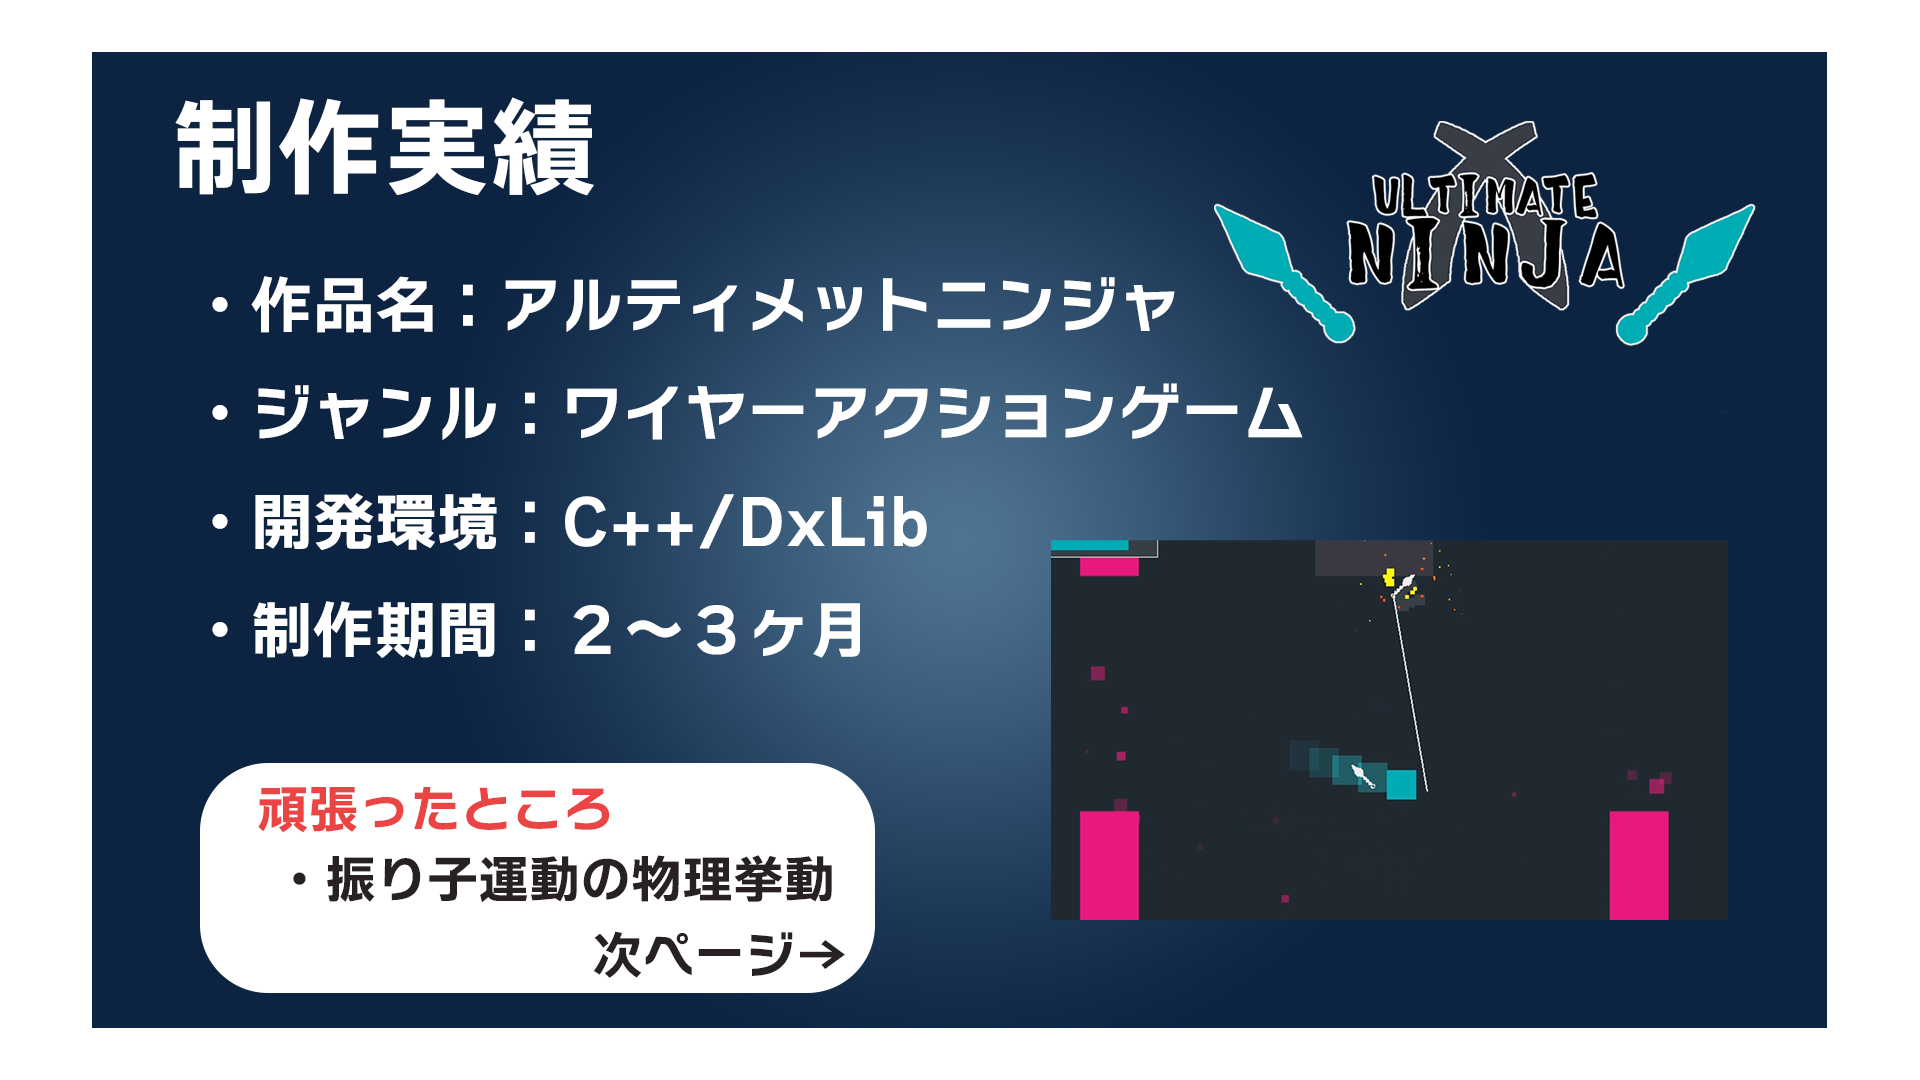 制作実績
ULTIMATE
NINJA
・作品名：アルティメットニンジャ
・ジャンル：ワイヤーアクションゲーム
・開発環境：C++/DxLib
・制作期間：２～３ヶ月
頑張ったところ
・振り子運動の物理挙動
次ページ→